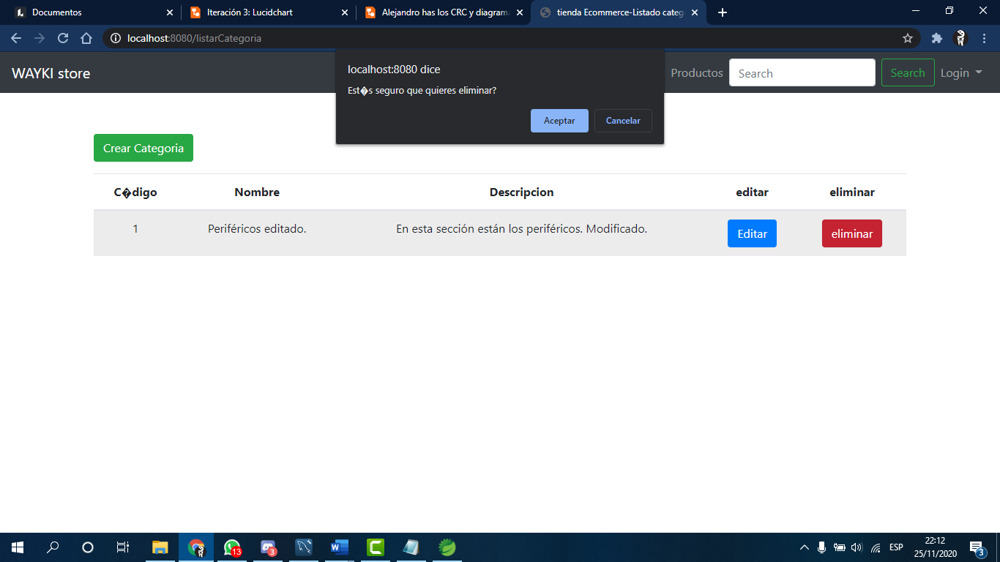 Documentos
Iteración 3: Lucidchart
Alejandro has los CRC y diagrama
tienda Ecommerce-Listado categ
localhost:8080/listarCategoria
WAYKI store
Productos
Search
Search
Login
localhost:8080 dice
Est�s seguro que quieres eliminar?
Aceptar
Cancelar
Crear Categoria
C�digo Nombre Descripcion editar eliminar
1 Periféricos editado. En esta sección están los periféricos. Modificado. Editar eliminar
13
3
ESP
22:12
25/11/2020
3